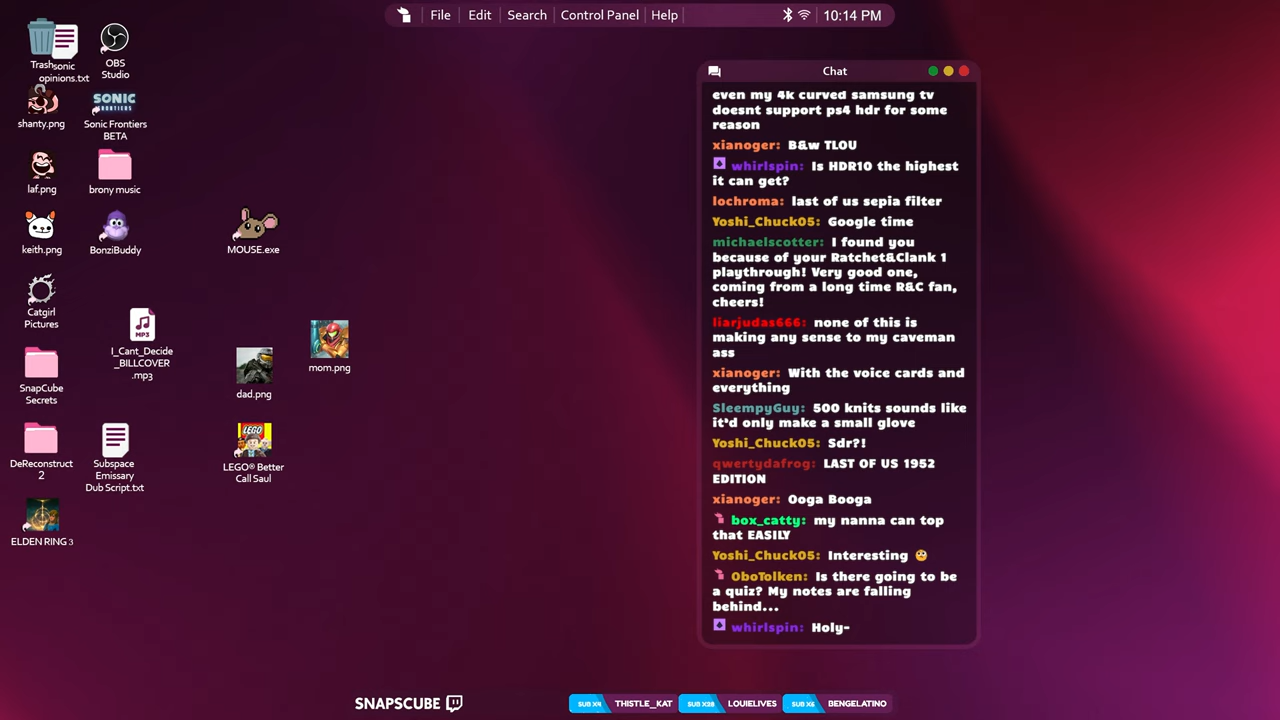 File Edit Search Control Panel Help 10:14 PM
Trash
sonic
opinions.txt
OBS
Studio
shanty.png
SONIC
FRONTIERS
Sonic Frontiers
BETA
laf.png
brony music
keith.png
BonziBuddy
MOUSE.exe
Catgirl
Pictures
MP3
I_Cant_Decide
_BILLCOVER
.mp3
mom.png
dad.png
SnapCube
Secrets
DeReconstruct
2
Subspace
Emissary
Dub Script.txt
LEGO
LEGO® Better
Call Saul
ELDEN RING 3
Chat
even my 4k curved samsung tv
doesnt support ps4 hdr for some
reason
xianoger: B&w TLOU
whirlspin: Is HDR10 the highest
it can get?
lochroma: last of us sepia filter
Yoshi_Chuck05: Google time
michaelscotter: I found you
because of your Ratchet&Clank 1
playthrough! Very good one,
coming from a long time R&C fan,
cheers!
liarjudas666: none of this is
making any sense to my caveman
ass
xianoger: With the voice cards and
everything
SleempyGuy: 500 knits sounds like
it'd only make a small glove
Yoshi_Chuck05: Sdr?!
qwertydafrog: LAST OF US 1952
EDITION
xianoger: Ooga Booga
box_catty: my nanna can top
that EASILY
Yoshi_Chuck05: Interesting
OboTolken: Is there going to be
a quiz? My notes are falling
behind...
whirlspin: Holy-
SNAPSCUBE
SUB X4 THISTLE_KAT SUB X28 LOUIELIVES SUB X6 BENGELATINO